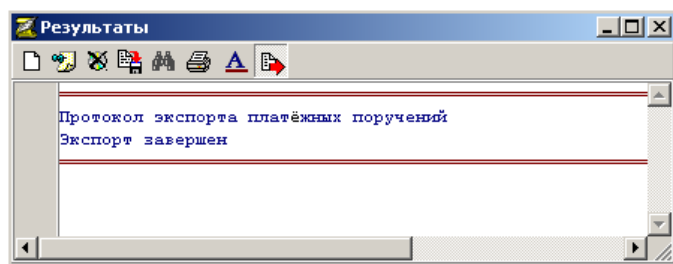 Результаты
A
Протокол экспорта платёжных поручений
Экспорт завершен